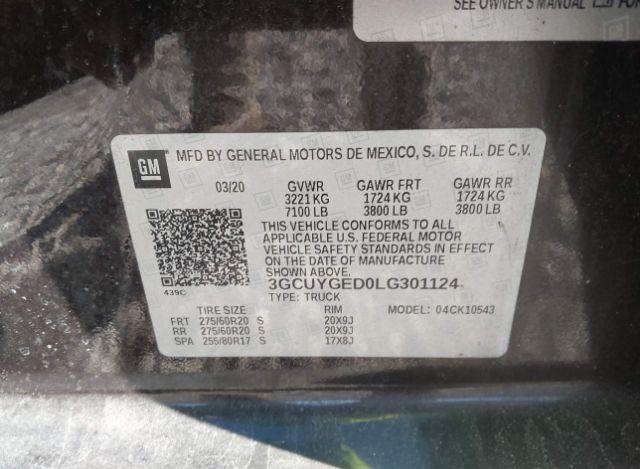 SEE OWNER'S MANUAL
GM MFD BY GENERAL MOTORS DE MEXICO, S. DE R.L. DE C.V.
03/20 GVWR GAWR FRT GAWR RR
3221 KG 1724 KG 1724 KG
7100 LB 3800 LB 3800 LB
THIS VEHICLE CONFORMS TO ALL
APPLICABLE U.S. FEDERAL MOTOR
VEHICLE SAFETY STANDARDS IN EFFECT
ON THE DATE OF MANUFACTURE
SHOWN ABOVE.
439C
3GCUYGED0LG301124
TYPE: TRUCK
TIRE SIZE RIM MODEL: 04CK10543
FRT 275/60R20 S 20X9J
RR 275/60R20 S 20X9J
SPA 255/80R17 S 17X8J